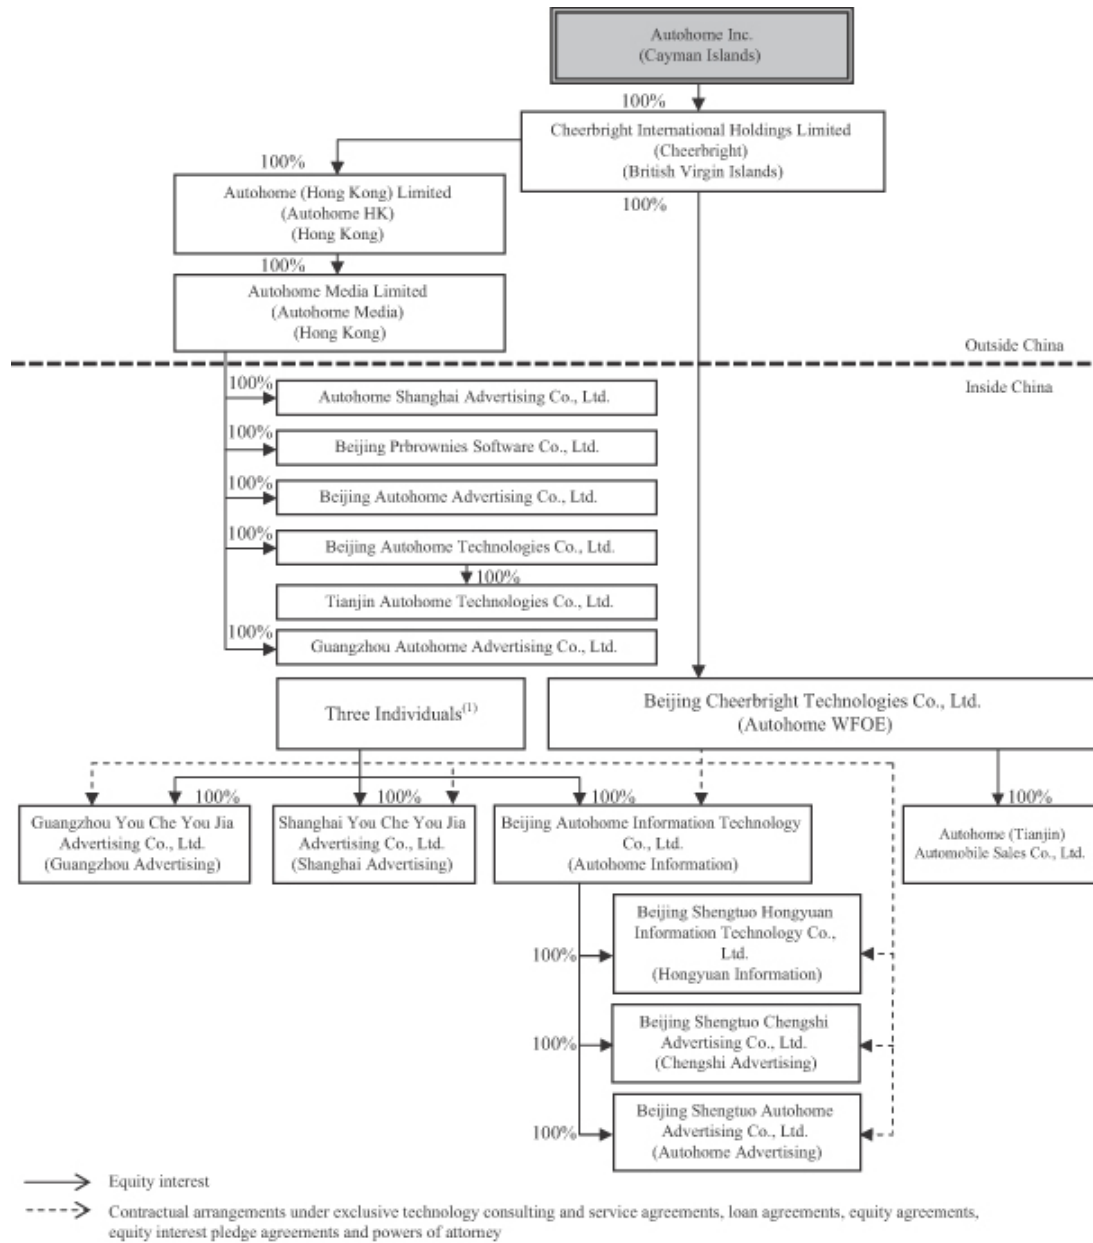 Autohome Inc.
(Cayman Islands)
100%
Cheerbright International Holdings Limited
(Cheerbright)
(British Virgin Islands)
100%
Autohome (Hong Kong) Limited
(Autohome HK)
(Hong Kong)
100%
100%
Autohome Media Limited
(Autohome Media)
(Hong Kong)
Outside China
Inside China
100%
Autohome Shanghai Advertising Co., Ltd.
100%
Beijing Prbrownies Software Co., Ltd.
100%
Beijing Autohome Advertising Co., Ltd.
100%
Beijing Autohome Technologies Co., Ltd.
100%
Tianjin Autohome Technologies Co., Ltd.
100%
Guangzhou Autohome Advertising Co., Ltd.
Three Individuals(1)
Beijing Cheerbright Technologies Co., Ltd.
(Autohome WFOE)
100%
100%
100%
100%
Guangzhou You Che You Jia
Advertising Co., Ltd.
(Guangzhou Advertising)
Shanghai You Che You Jia
Advertising Co., Ltd.
(Shanghai Advertising)
Beijing Autohome Information Technology
Co., Ltd.
(Autohome Information)
Autohome (Tianjin)
Automobile Sales Co., Ltd.
100%
Beijing Shengtuo Hongyuan
Information Technology Co.,
Ltd.
(Hongyuan Information)
100%
Beijing Shengtuo Chengshi
Advertising Co., Ltd.
(Chengshi Advertising)
100%
Beijing Shengtuo Autohome
Advertising Co., Ltd.
(Autohome Advertising)
Equity interest
Contractual arrangements under exclusive technology consulting and service agreements, loan agreements, equity agreements,
equity interest pledge agreements and powers of attorney